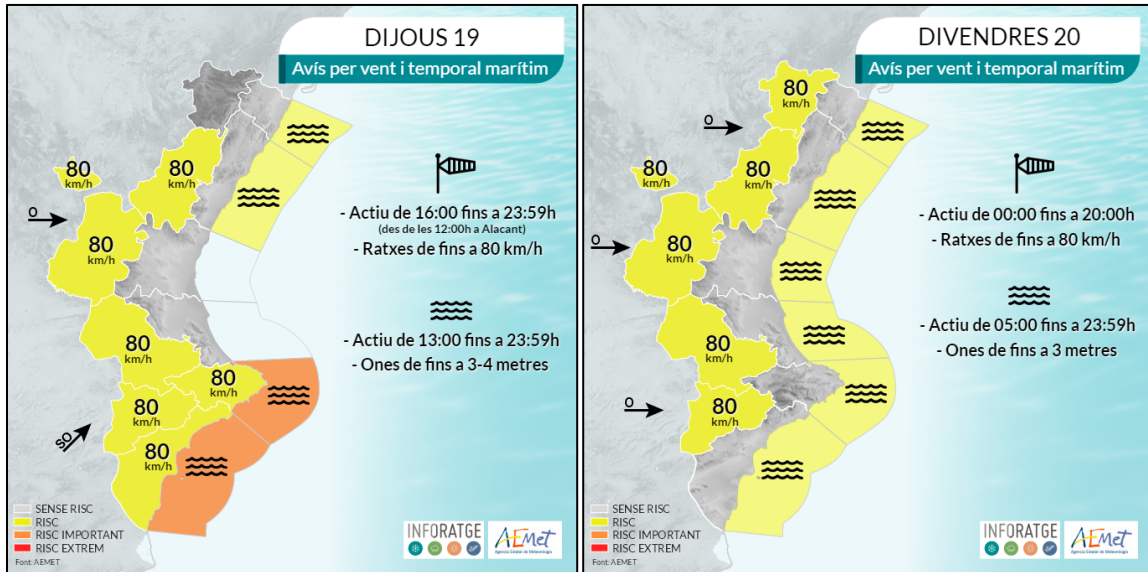 DIJOUS 19
Avís per vent i temporal marítim
80
km/h
80
km/h
O
80
km/h
80
km/h
80
km/h
80
km/h
SO
80
km/h
- Actiu de 16:00 fins a 23:59h
(des de les 12:00h a Alacant)
- Ratxes de fins a 80 km/h
- Actiu de 13:00 fins a 23:59h
- Ones de fins a 3-4 metres
SENSE RISC
RISC
RISC IMPORTANT
RISC EXTREM
Font: AEMET
INFORATGE
AEmet
Agencia Estatal de Meteorología
DIVENDRES 20
Avís per vent i temporal marítim
80
km/h
O
80
km/h
80
km/h
O
80
km/h
80
km/h
O
80
km/h
- Actiu de 00:00 fins a 20:00h
- Ratxes de fins a 80 km/h
- Actiu de 05:00 fins a 23:59h
- Ones de fins a 3 metres
SENSE RISC
RISC
RISC IMPORTANT
RISC EXTREM
Font: AEMET
INFORATGE
AEmet
Agencia Estatal de Meteorología